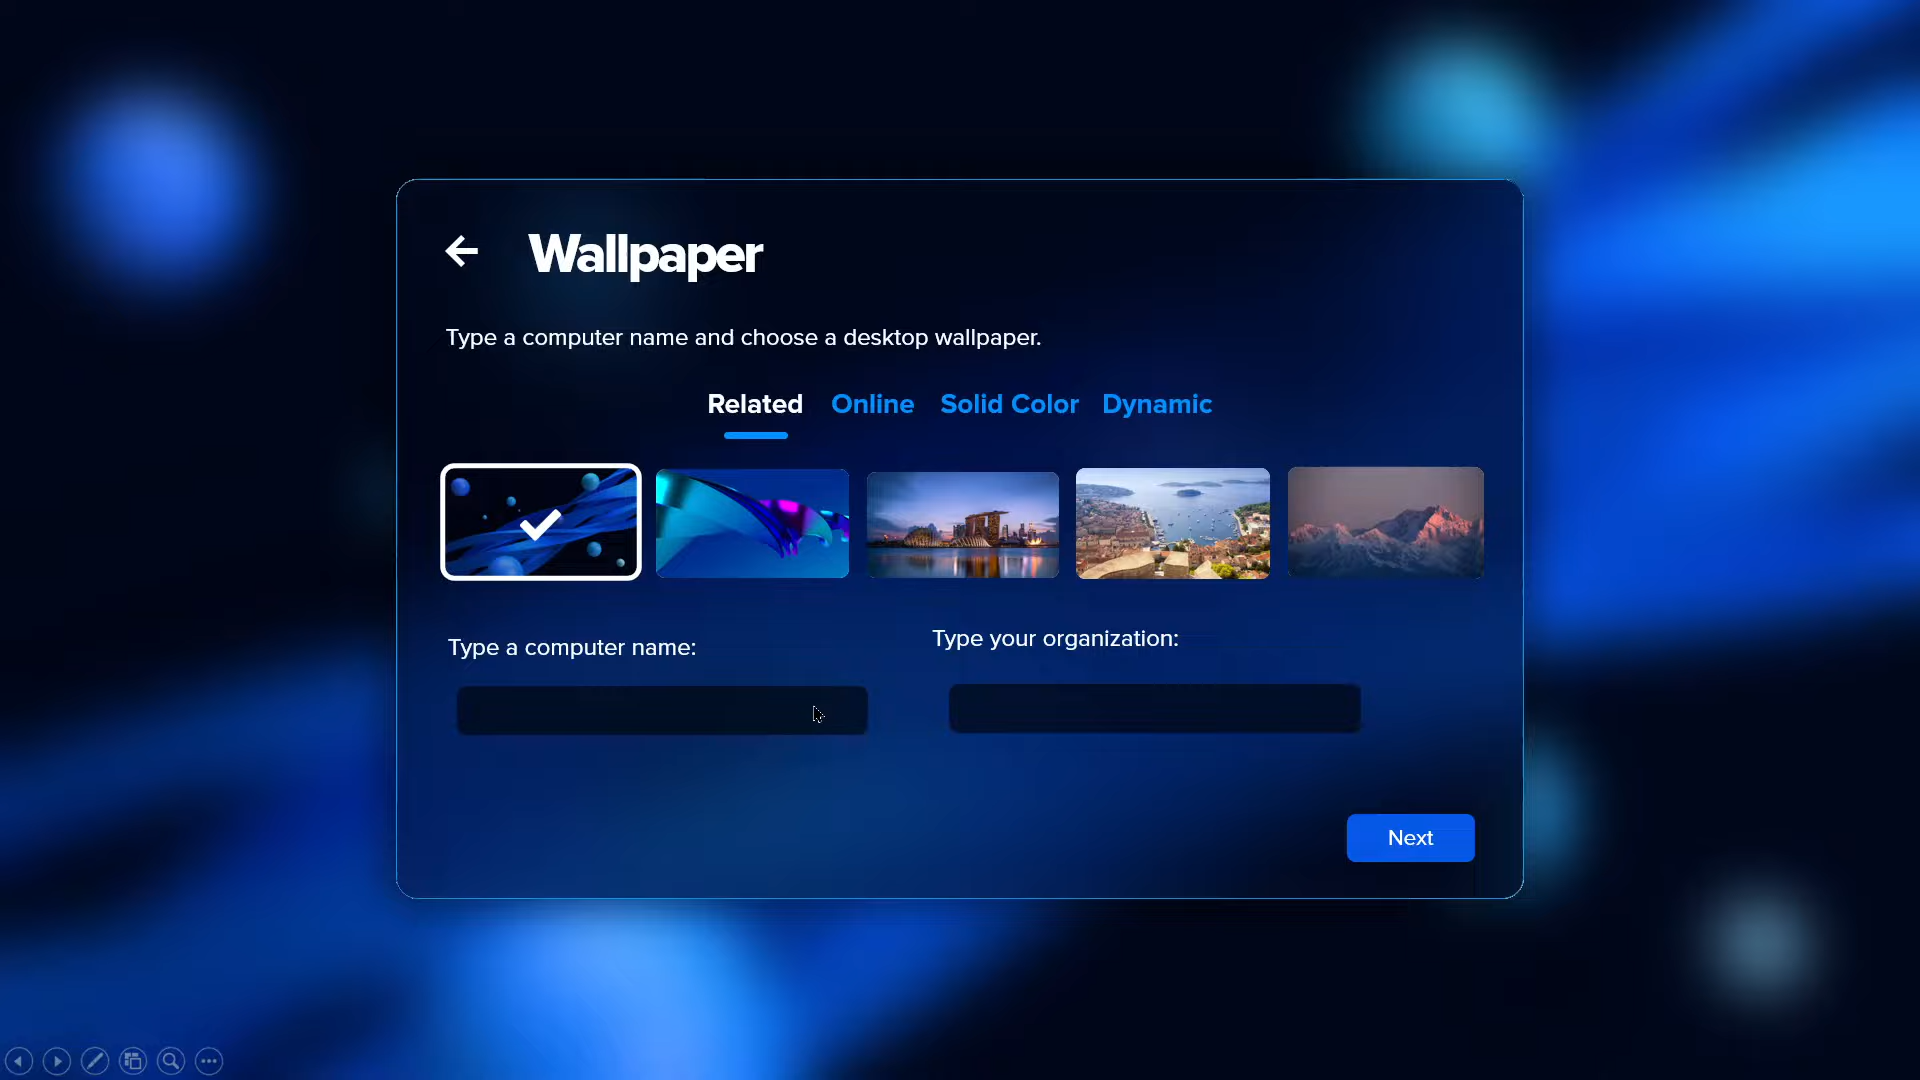 Wallpaper
Type a computer name and choose a desktop wallpaper.
Related Online Solid Color Dynamic
Type a computer name:
Type your organization:
Next